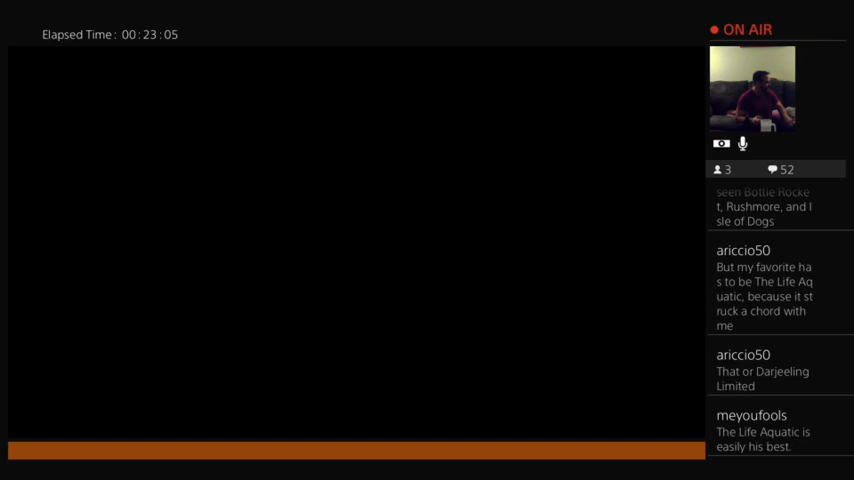 Elapsed Time: 00:23:05
ON AIR
3
52
seen Bottle Rocke
t, Rushmore, and I
sle of Dogs
ariccio50
But my favorite ha
s to be The Life Aq
uatic, because it st
ruck a chord with
me
ariccio50
That or Darjeeling
Limited
meyoufools
The Life Aquatic is
easily his best.